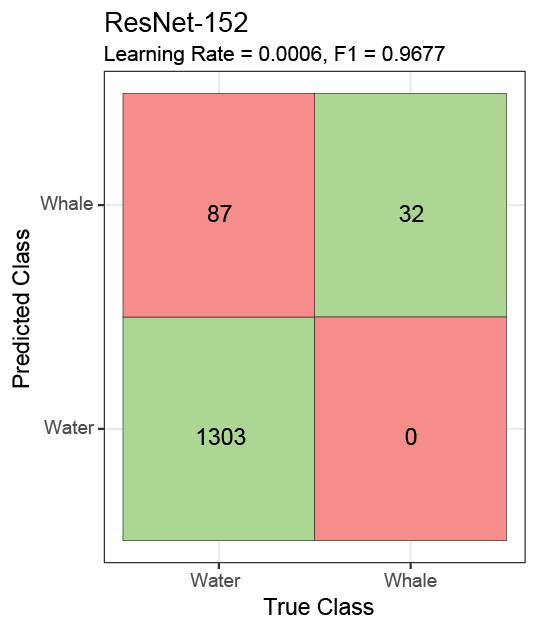 ResNet-152
Learning Rate = 0.0006, F1 = 0.9677
Whale
87
32
Predicted Class
Water
1303
0
Water
Whale
True Class